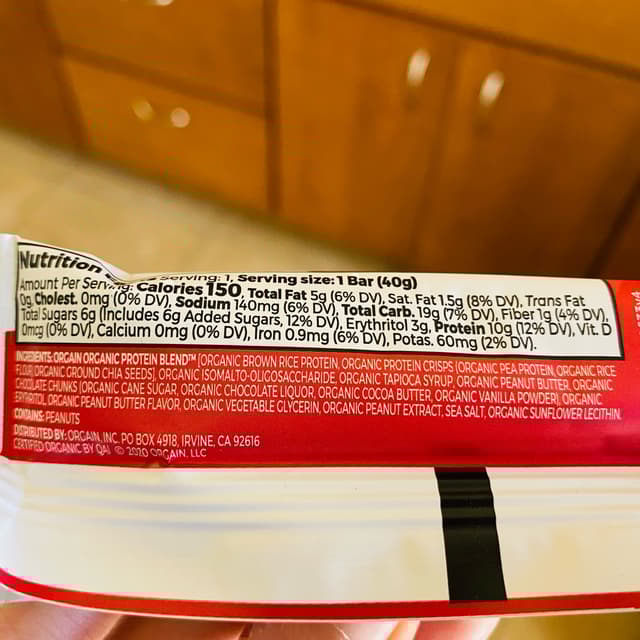 Nutrition
Serving: 1, Serving size: 1 Bar (40g)
Amount Per Serving: Calories 150, Total Fat 5g (6% DV), Sat. Fat 1.5g (8% DV), Trans Fat
0g, Cholest. 0mg (0% DV), Sodium 140mg (6% DV), Total Carb. 19g (7% DV), Fiber 1g (4% DV),
Total Sugars 6g (Includes 6g Added Sugars, 12% DV), Erythritol 3g, Protein 10g (12% DV), Vit. D
0mcg (0% DV), Calcium 0mg (0% DV), Iron 0.9mg (6% DV), Potas. 60mg (2% DV).
INGREDIENTS: ORGAIN ORGANIC PROTEIN BLEND™ [ORGANIC BROWN RICE PROTEIN, ORGANIC PROTEIN CRISPS (ORGANIC PEA PROTEIN, ORGANIC RICE
FLOUR), ORGANIC GROUND CHIA SEEDS], ORGANIC ISOMALTO-OLIGOSACCHARIDE, ORGANIC TAPIOCA SYRUP, ORGANIC PEANUT BUTTER, ORGANIC
CHOCOLATE CHUNKS (ORGANIC CANE SUGAR, ORGANIC CHOCOLATE LIQUOR, ORGANIC COCOA BUTTER, ORGANIC VANILLA POWDER), ORGANIC
ERYTHRITOL, ORGANIC PEANUT BUTTER FLAVOR, ORGANIC VEGETABLE GLYCERIN, ORGANIC PEANUT EXTRACT, SEA SALT, ORGANIC SUNFLOWER LECITHIN.
CONTAINS: PEANUTS
DISTRIBUTED BY: ORGAIN, INC. PO BOX 4918, IRVINE, CA 92616
CERTIFIED ORGANIC BY QAI © 2020 ORGAIN, LLC